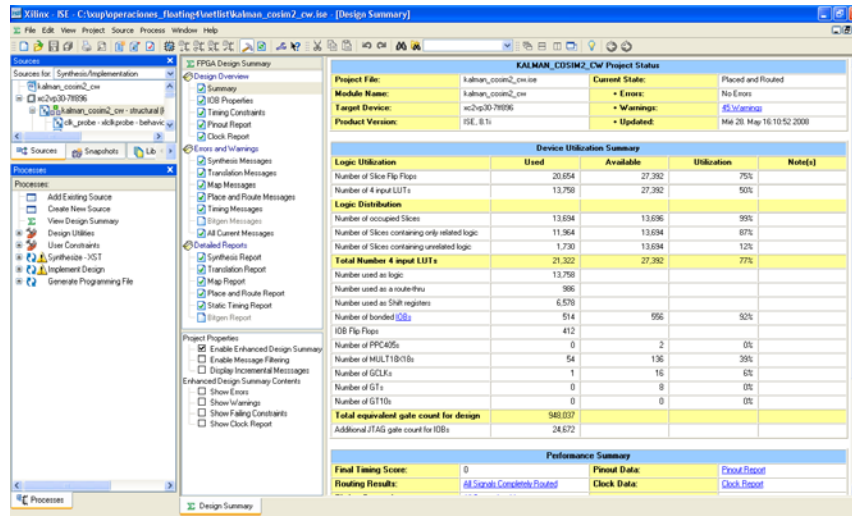 Xilinx - ISE - C:\xup\operaciones_floating4\netlist\kalman_cosim2_cw.ise - [Design Summary]
File Edit View Project Source Process Window Help
Sources
Sources for: Synthesis/Implementation
kalman_cosim2_cw
xc2vp30-7ff896
kalman_cosim2_cw - structural (
clk_probe - xlclkprobe - behavic
Sources Snapshots Lib
Processes
Processes:
Add Existing Source
Create New Source
View Design Summary
Design Utilities
User Constraints
Synthesize - XST
Implement Design
Generate Programming File
Processes
FPGA Design Summary
Design Overview
Summary
IOB Properties
Timing Constraints
Pinout Report
Clock Report
Errors and Warnings
Synthesis Messages
Translation Messages
Map Messages
Place and Route Messages
Timing Messages
Bitgen Messages
All Current Messages
Detailed Reports
Synthesis Report
Translation Report
Map Report
Place and Route Report
Static Timing Report
Bitgen Report
Project Properties
Enable Enhanced Design Summary
Enable Message Filtering
Display Incremental Messages
Enhanced Design Summary Contents
Show Errors
Show Warnings
Show Failing Constraints
Show Clock Report
Design Summary
KALMAN_COSIM2_CW Project Status
Project File: kalman_cosim2_cw.ise Current State: Placed and Routed
Module Name: kalman_cosim2_cw • Errors: No Errors
Target Device: xc2vp30-7ff896 • Warnings: 45 Warnings
Product Version: ISE, 8.1i • Updated: Mié 28. May 16:10:52 2008
Device Utilization Summary
Logic Utilization Used Available Utilization Note(s)
Number of Slice Flip Flops 20,654 27,392 75%
Number of 4 input LUTs 13,758 27,392 50%
Logic Distribution
Number of occupied Slices 13,694 13,696 99%
Number of Slices containing only related logic 11,964 13,694 87%
Number of Slices containing unrelated logic 1,730 13,694 12%
Total Number 4 input LUTs 21,322 27,392 77%
Number used as logic 13,758
Number used as a route-thru 986
Number used as Shift registers 6,578
Number of bonded IOBs 514 556 92%
IOB Flip Flops 412
Number of PPC405s 0 2 0%
Number of MULT18X18s 54 136 39%
Number of GCLKs 1 16 6%
Number of GTs 0 8 0%
Number of GT10s 0 0 0%
Total equivalent gate count for design 948,037
Additional JTAG gate count for IOBs 24,672
Performance Summary
Final Timing Score: 0 Pinout Data: Pinout Report
Routing Results: All Signals Completely Routed Clock Data: Clock Report